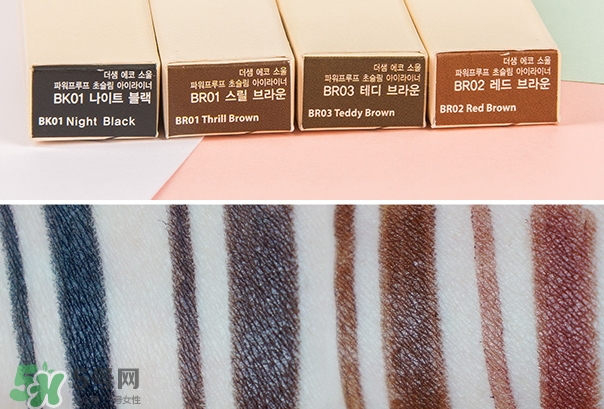 더샘 에코 소울
파워프루프 초슬림 아이라이너
BK01 나이트 블랙
BK01 Night Black
더샘 에코 소울
파워프루프 초슬림 아이라이너
BR01 스릴 브라운
BR01 Thrill Brown
더샘 에코 소울
파워프루프 초슬림 아이라이너
BR03 테디 브라운
BR03 Teddy Brown
더샘 에코 소울
파워프루프 초슬림 아이라이너
BR02 레드 브라운
BR02 Red Brown